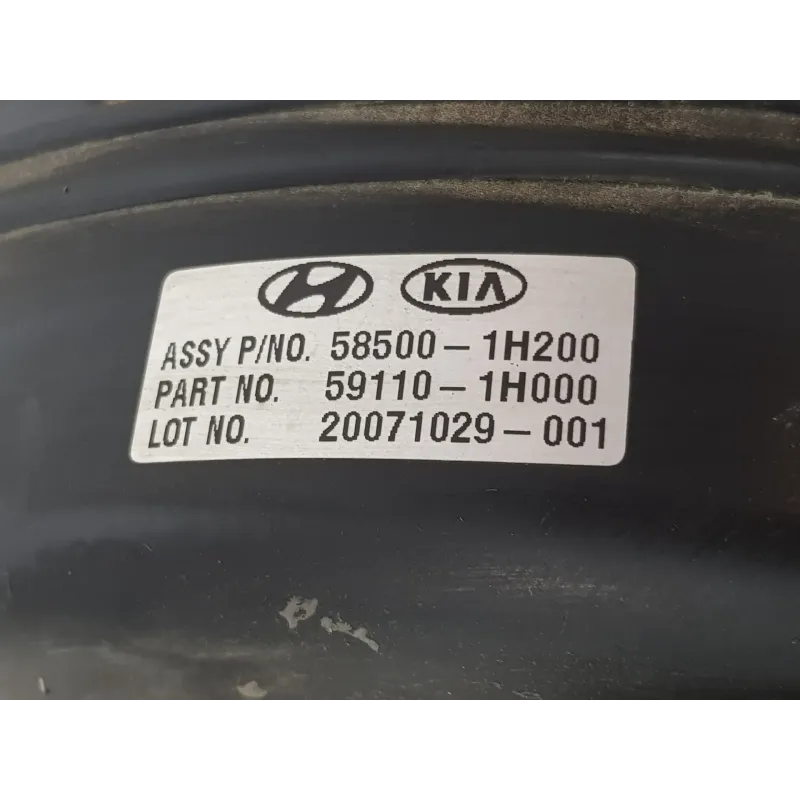 KIA
ASSY P/NO. 58500-1H200
PART NO. 59110-1H000
LOT NO. 20071029-001